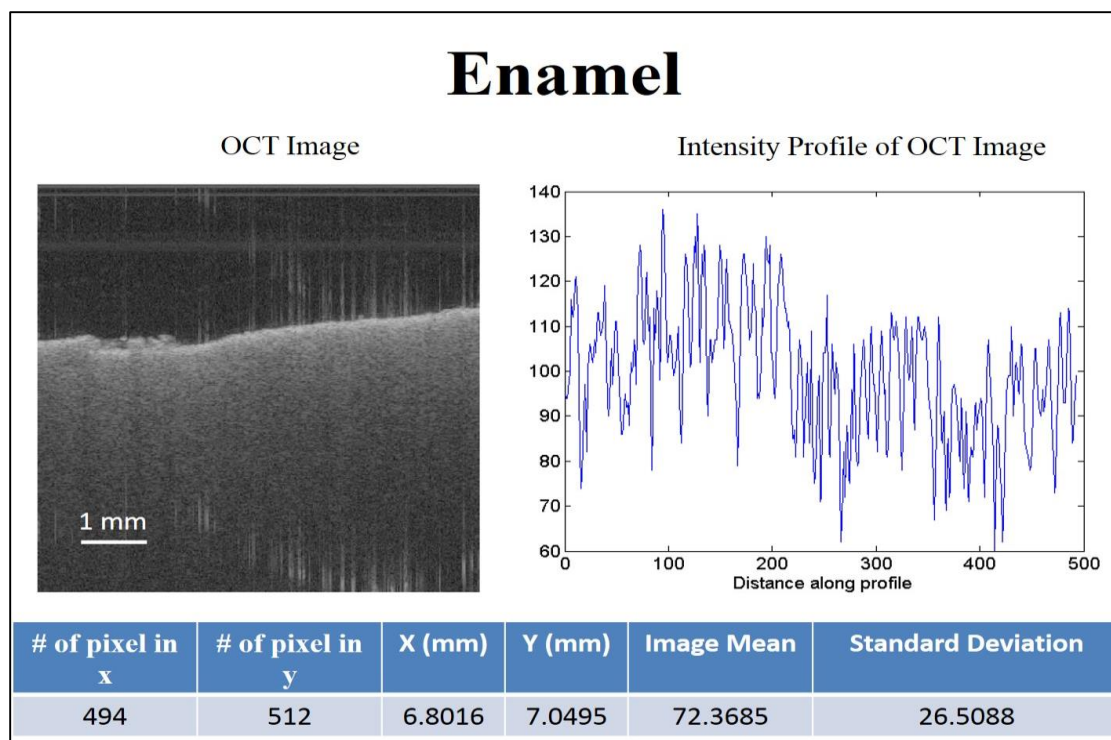 Enamel
OCT Image
Intensity Profile of OCT Image
1 mm
140
130
120
110
100
90
80
70
60
0
100
200
300
400
500
Distance along profile
# of pixel in x
# of pixel in y
X (mm)
Y (mm)
Image Mean
Standard Deviation
494
512
6.8016
7.0495
72.3685
26.5088